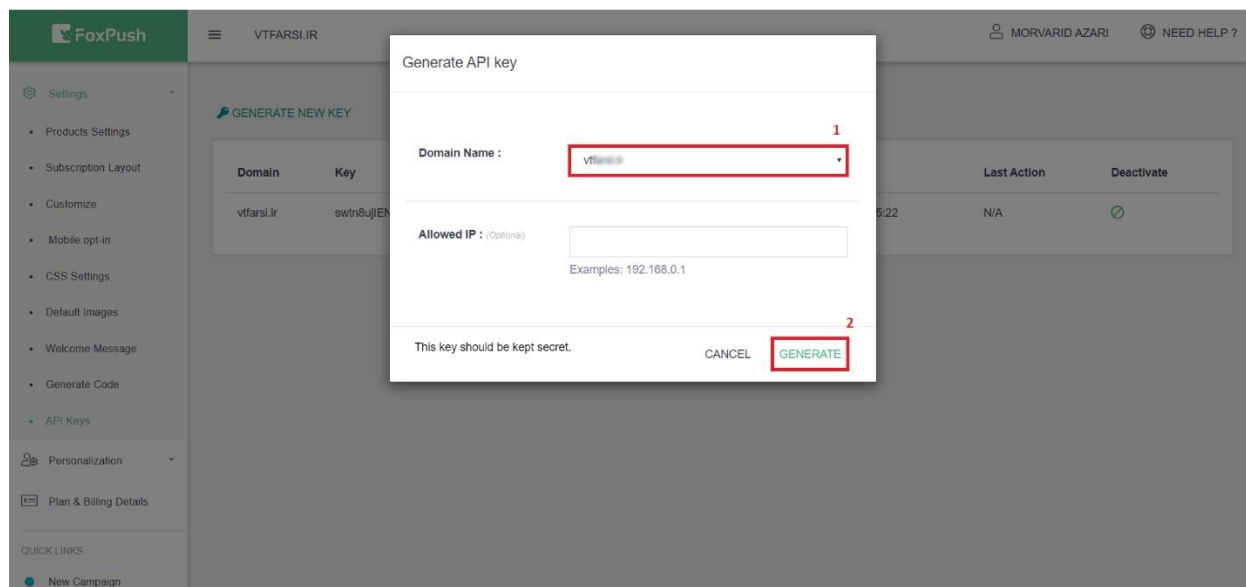 FoxPush
VTFARSI.IR
MORVARID AZARI
NEED HELP ?
Settings
Products Settings
Subscription Layout
Customize
Mobile opt-in
CSS Settings
Default Images
Welcome Message
Generate Code
API Keys
Personalization
Plan & Billing Details
QUICK LINKS
New Campaign
GENERATE NEW KEY
Domain Key Last Action Deactivate
vtfarsi.ir N/A
Generate API key
1
Domain Name :
Allowed IP : (Optional)
Examples: 192.168.0.1
2
This key should be kept secret.
CANCEL GENERATE